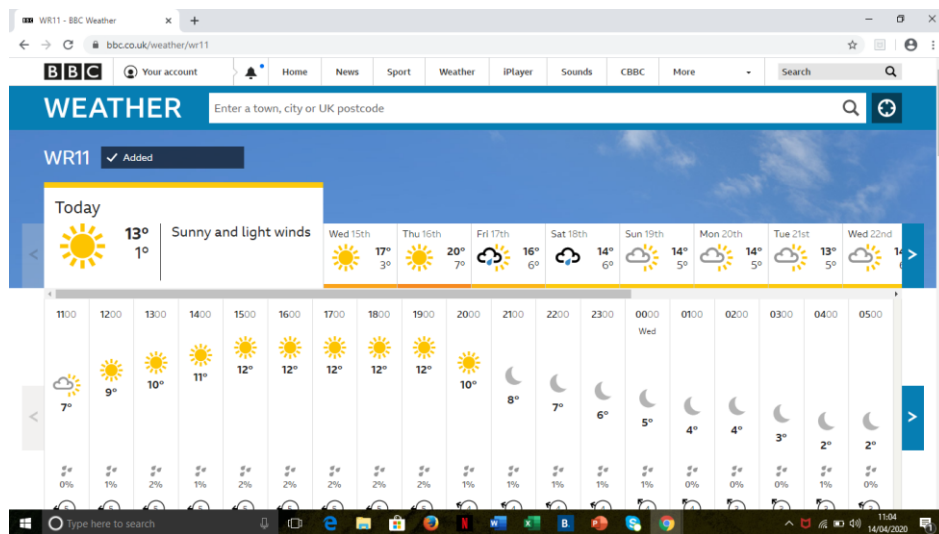 WR11 - BBC Weather
bbc.co.uk/weather/wr11
BBC Your account Home News Sport Weather iPlayer Sounds CBBC More Search
WEATHER Enter a town, city or UK postcode
WR11 Added
Today
13° 1° Sunny and light winds
Wed 15th Thu 16th Fri 17th Sat 18th Sun 19th Mon 20th Tue 21st Wed 22nd
17° 20° 16° 14° 14° 14° 13°
3° 7° 6° 6° 5° 5° 5°
1100 1200 1300 1400 1500 1600 1700 1800 1900 2000 2100 2200 2300 0000 0100 0200 0300 0400 0500
Wed
7° 9° 10° 11° 12° 12° 12° 12° 12° 10° 8° 7° 6° 5° 4° 4° 3° 2° 2°
0% 1% 2% 1% 2% 2% 2% 2% 2% 1% 1% 1% 1% 1% 0% 0% 0% 1% 0%
Type here to search
11:04
14/04/2020